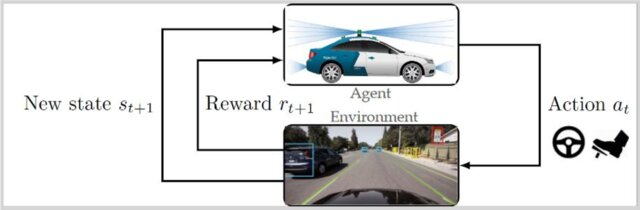 Agent
Environment
New state s_{t+1}
Reward r_{t+1}
Action a_t